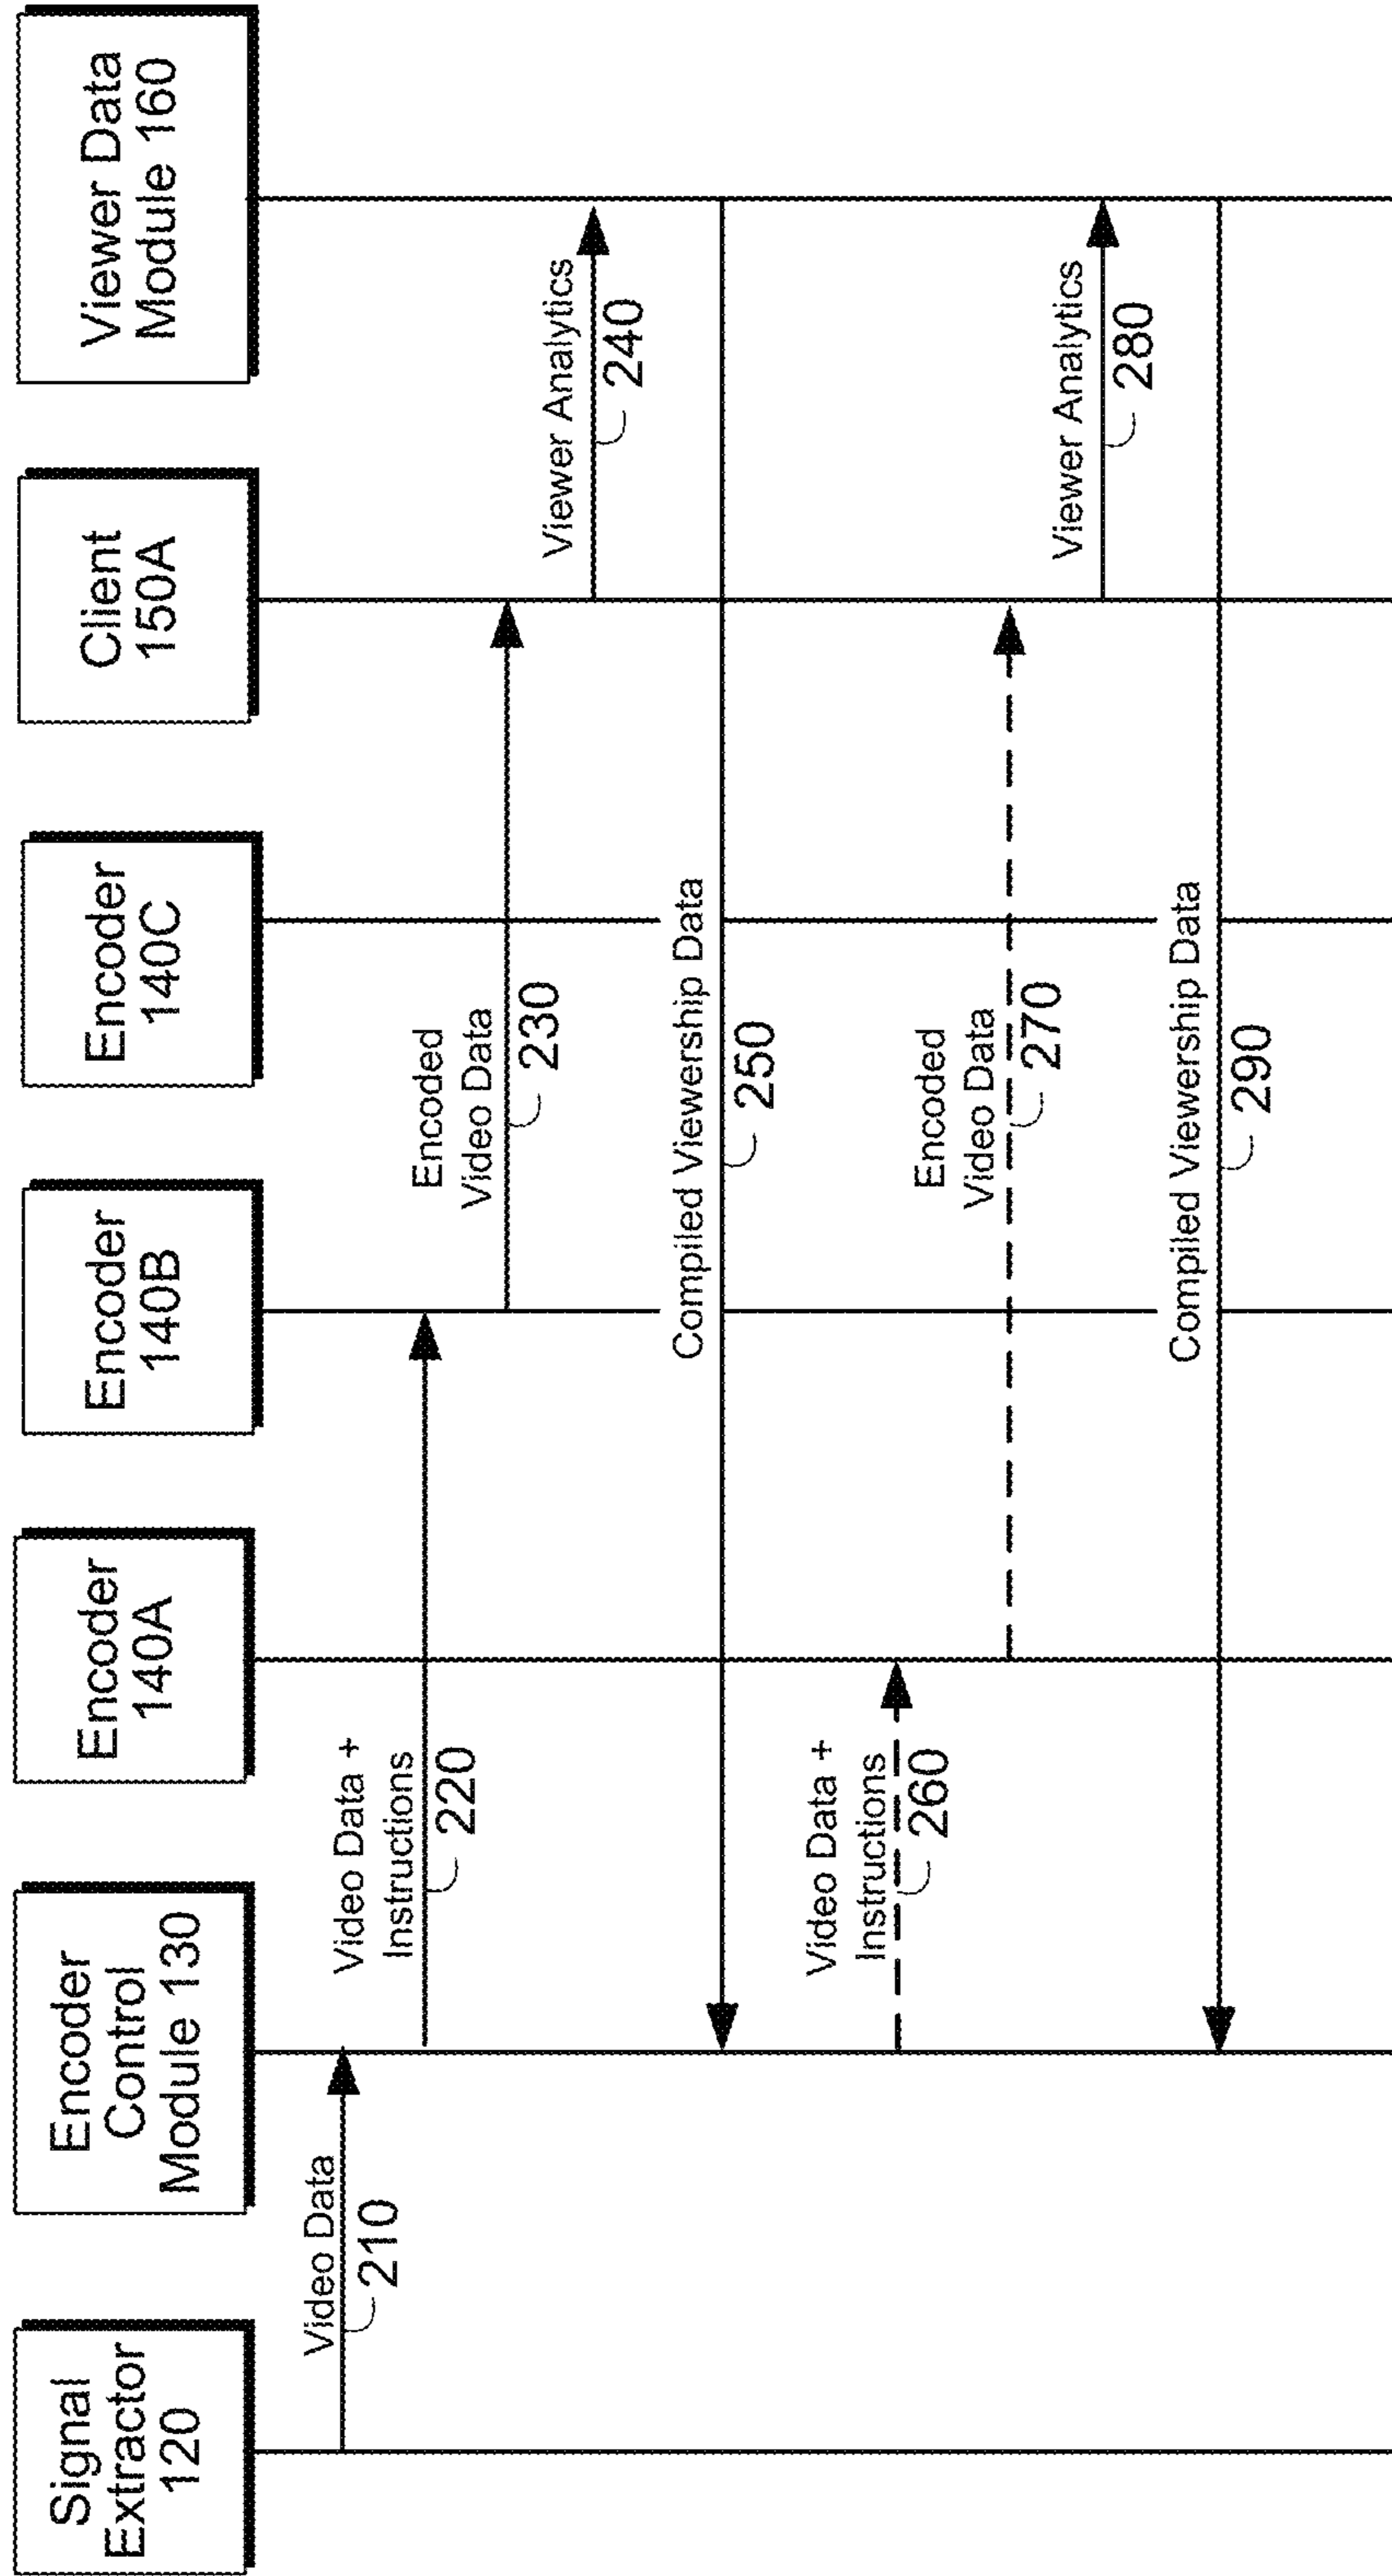 Signal
Extractor
120
Encoder
Control
Module 130
Encoder
140A
Encoder
140B
Encoder
140C
Client
150A
Viewer Data
Module 160
Video Data
210
Video Data +
Instructions
220
Encoded
Video Data
230
Viewer Analytics
240
Compiled Viewership Data
250
Video Data +
Instructions
260
Encoded
Video Data
270
Viewer Analytics
280
Compiled Viewership Data
290